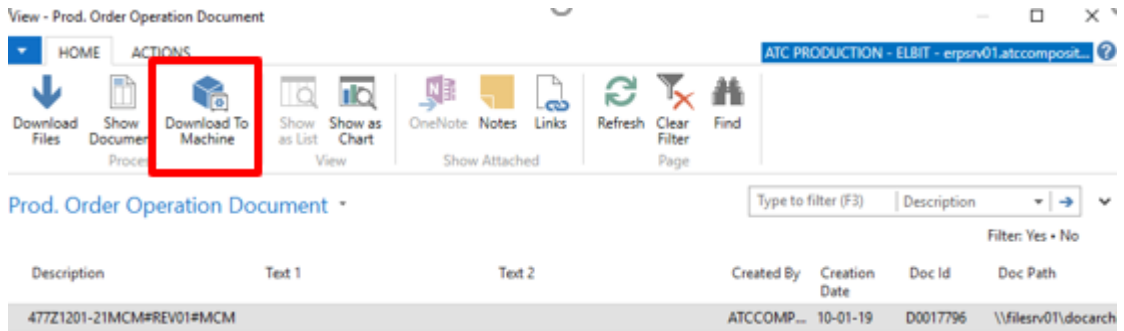 View - Prod. Order Operation Document
HOME ACTIONS
ATC PRODUCTION - ELBIT - erpsrv01.atccomposit...
Download Files
Show Documen
Download To Machine
Show as List
Show as Chart
OneNote
Notes
Links
Refresh
Clear Filter
Find
Proces
View
Show Attached
Page
Prod. Order Operation Document
Type to filter (F3)
Description
Filter: Yes • No
Description Text 1 Text 2 Created By Creation Date Doc Id Doc Path
477Z1201-21MCM#REV01#MCM ATCCOMP... 10-01-19 D0017796 \\filesrv01\docarch